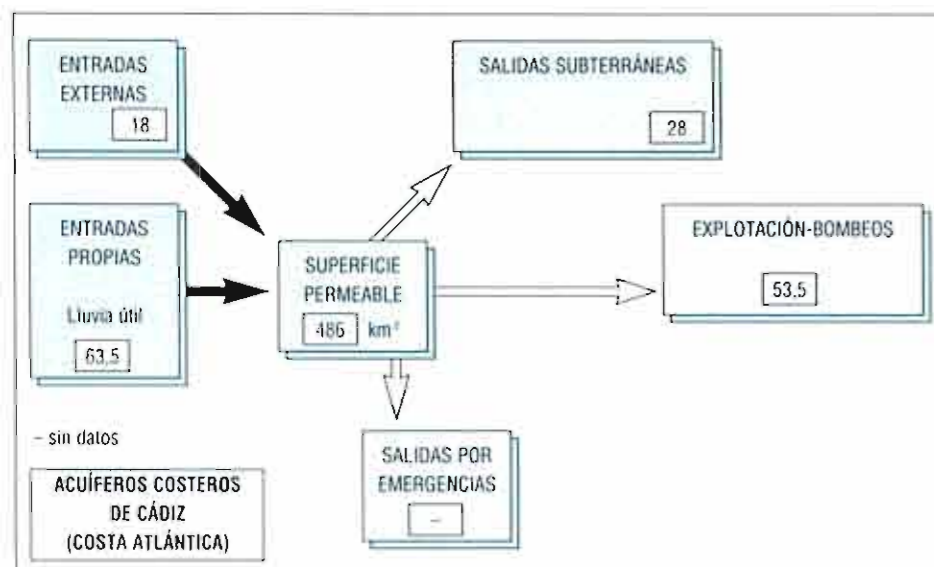 ENTRADAS
EXTERNAS
18
SALIDAS SUBTERRÁNEAS
28
ENTRADAS
PROPIAS
Lluvia útil
63,5
SUPERFICIE
PERMEABLE
486 km²
EXPLOTACIÓN-BOMBEOS
53,5
– sin datos
SALIDAS POR
EMERGENCIAS
–
ACUÍFEROS COSTEROS
DE CÁDIZ
(COSTA ATLÁNTICA)